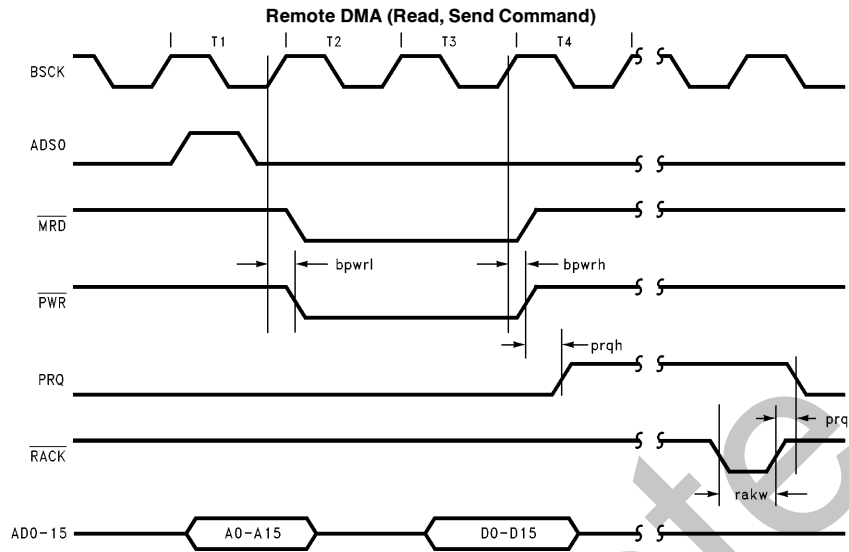 Remote DMA (Read, Send Command)
T1 T2 T3 T4
BSCK
ADS0
MRD
bpwrl bpwrh
PWR
prqh
PRQ
prq
RACK
rakw
AD0-15 A0-A15 D0-D15